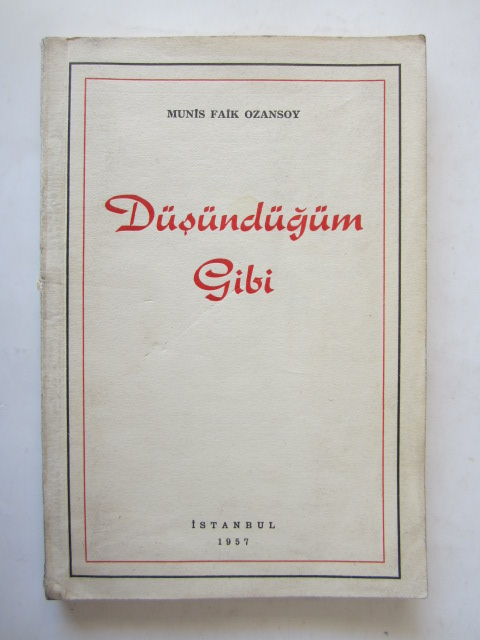 MUNİS FAİK OZANSOY
Düşündüğüm
Gibi
İSTANBUL
1957